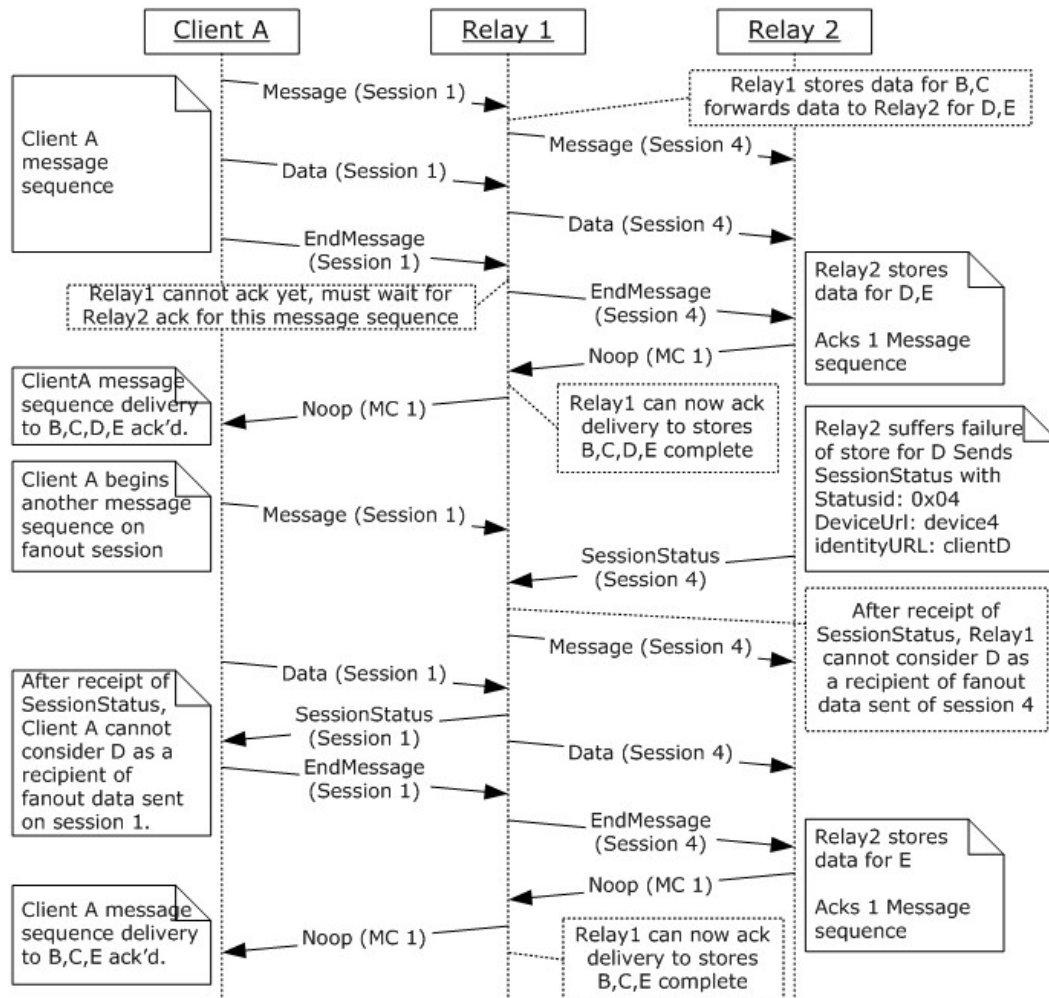 Client A
Relay 1
Relay 2
Message (Session 1)
Relay1 stores data for B,C
forwards data to Relay2 for D,E
Client A
message
sequence
Message (Session 4)
Data (Session 1)
Data (Session 4)
EndMessage
(Session 1)
Relay2 stores
data for D,E
Acks 1 Message
sequence
Relay1 cannot ack yet, must wait for
Relay2 ack for this message sequence
EndMessage
(Session 4)
Noop (MC 1)
ClientA message
sequence delivery
to B,C,D,E ack’d.
Noop (MC 1)
Relay1 can now ack
delivery to stores
B,C,D,E complete
Relay2 suffers failure
of store for D Sends
SessionStatus with
Statusid: 0x04
DeviceUrl: device4
identityURL: clientD
Client A begins
another message
sequence on
fanout session
Message (Session 1)
SessionStatus
(Session 4)
After receipt of
SessionStatus, Relay1
cannot consider D as
a recipient of fanout
data sent of session 4
Message (Session 4)
Data (Session 1)
After receipt of
SessionStatus,
Client A cannot
consider D as a
recipient of
fanout data sent
on session 1.
SessionStatus
(Session 1)
Data (Session 4)
EndMessage
(Session 1)
EndMessage
(Session 4)
Relay2 stores
data for E
Acks 1 Message
sequence
Noop (MC 1)
Client A message
sequence delivery
to B,C,E ack’d.
Noop (MC 1)
Relay1 can now ack
delivery to stores
B,C,E complete